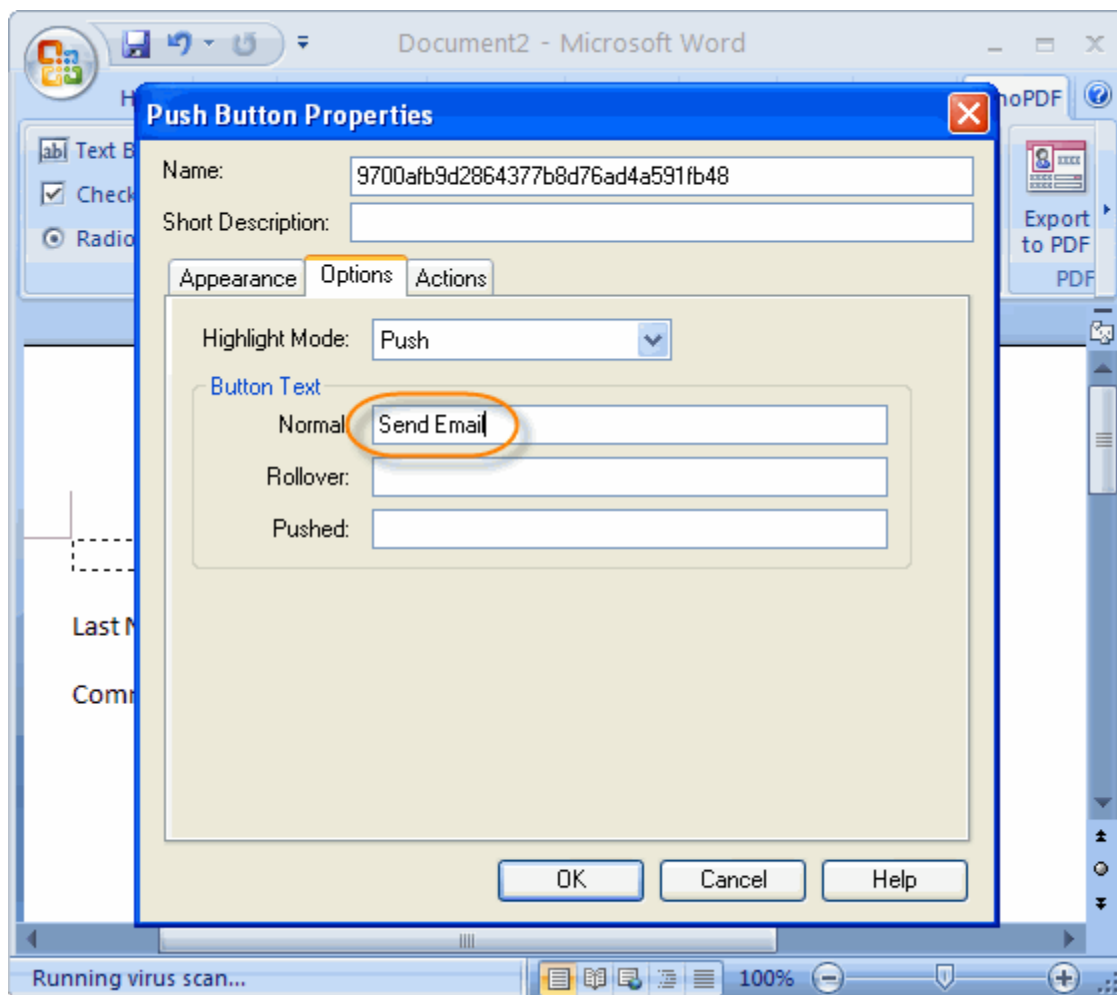 Document2 - Microsoft Word
H
noPDF
Push Button Properties
Text B
Check
Radio
Export
to PDF
PDF
Name:
9700afb9d2864377b8d76ad4a591fb48
Short Description:
Appearance
Options
Actions
Highlight Mode:
Push
Button Text
Normal
Send Email
Rollover:
Pushed:
Last N
Comm
OK
Cancel
Help
Running virus scan...
100%